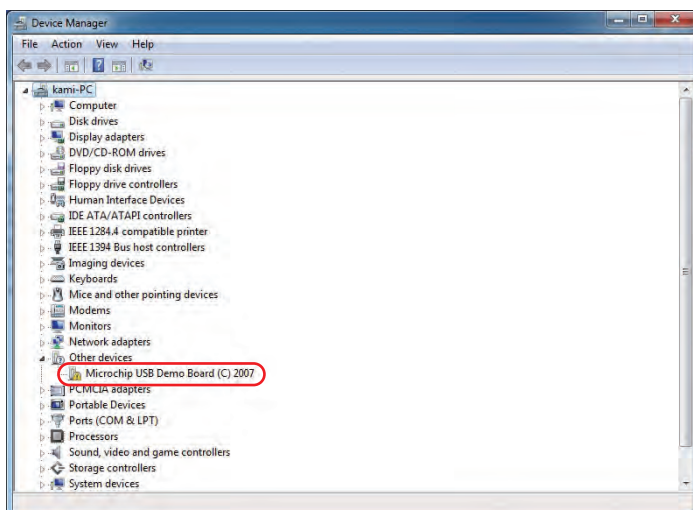 Device Manager
File Action View Help
kami-PC
Computer
Disk drives
Display adapters
DVD/CD-ROM drives
Floppy disk drives
Floppy drive controllers
Human Interface Devices
IDE ATA/ATAPI controllers
IEEE 1284.4 compatible printer
IEEE 1394 Bus host controllers
Imaging devices
Keyboards
Mice and other pointing devices
Modems
Monitors
Network adapters
Other devices
Microchip USB Demo Board (C) 2007
PCMCIA adapters
Portable Devices
Ports (COM & LPT)
Processors
Sound, video and game controllers
Storage controllers
System devices